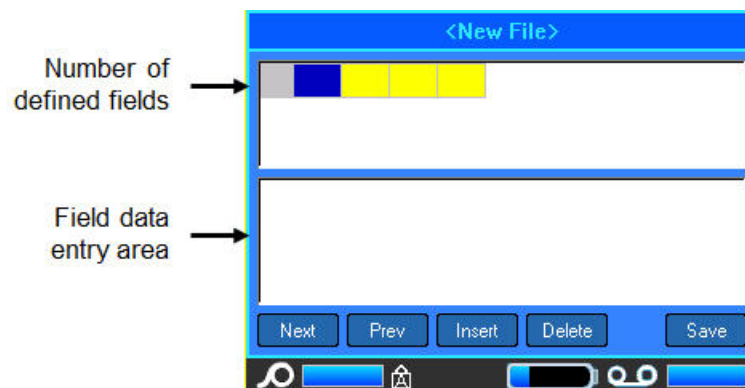 <New File>
Number of
defined fields
Field data
entry area
Next Prev Insert Delete Save
A